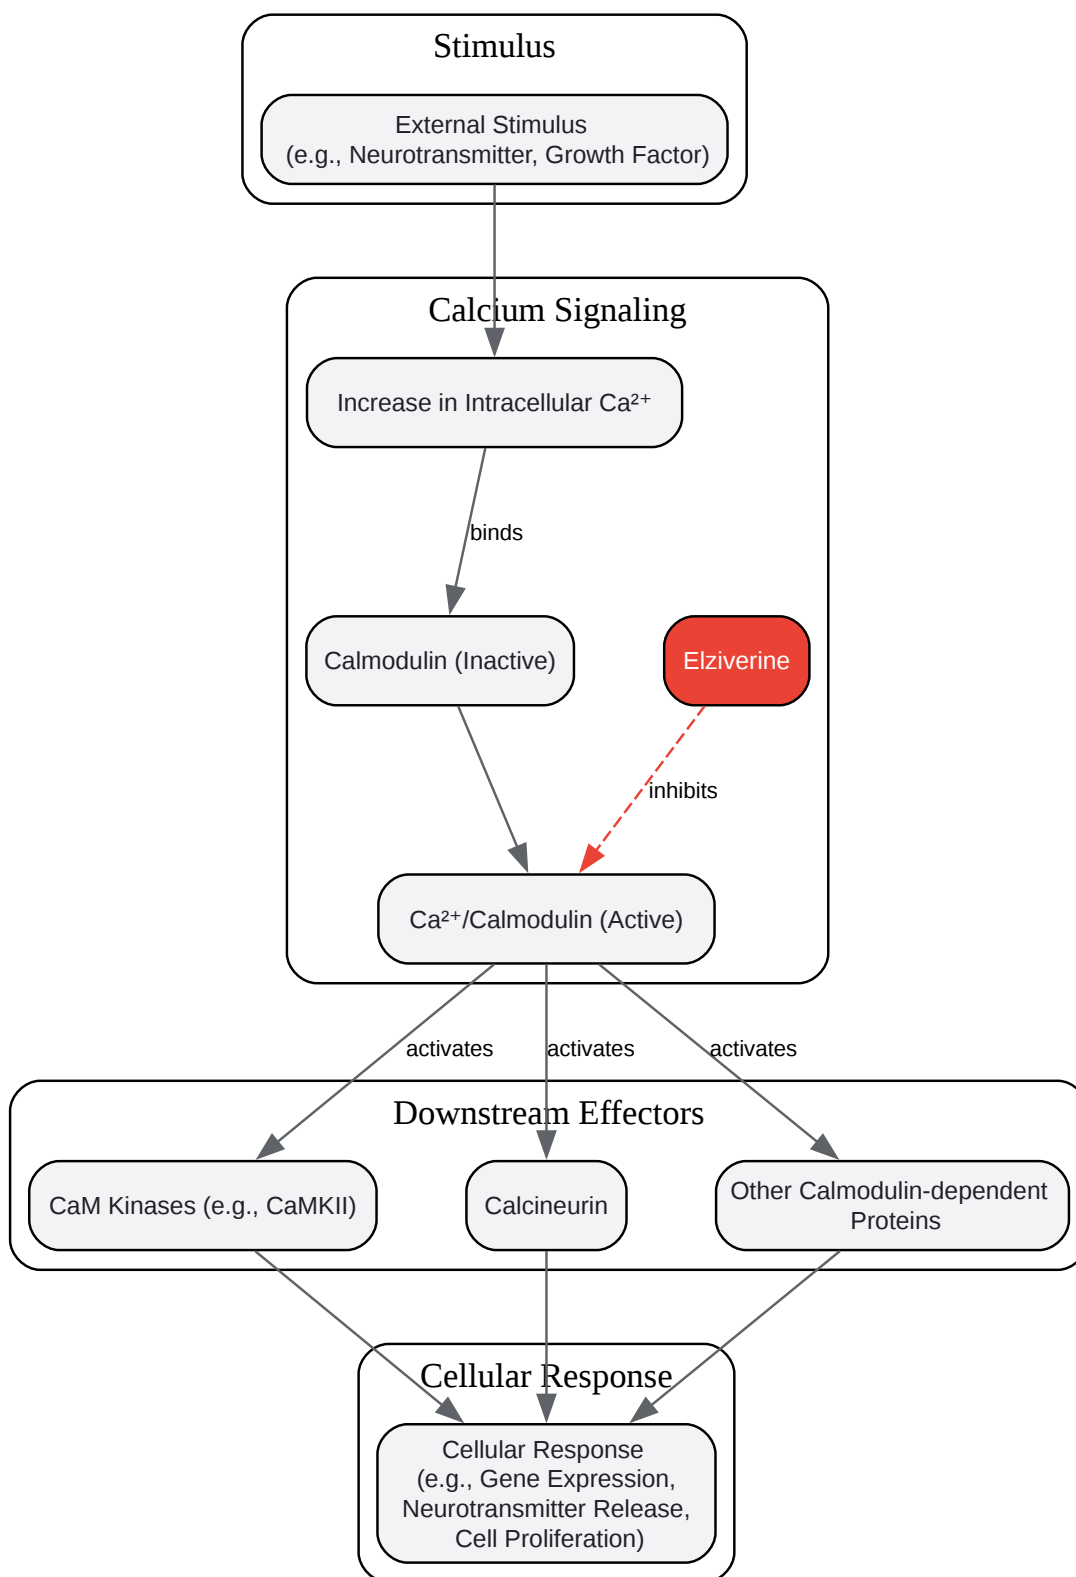 Stimulus
External Stimulus
(e.g., Neurotransmitter, Growth Factor)
Calcium Signaling
Increase in Intracellular Ca²⁺
binds
Calmodulin (Inactive)
Elziverine
inhibits
Ca²⁺/Calmodulin (Active)
activates
activates
activates
Downstream Effectors
CaM Kinases (e.g., CaMKII)
Calcineurin
Other Calmodulin-dependent
Proteins
Cellular Response
Cellular Response
(e.g., Gene Expression,
Neurotransmitter Release,
Cell Proliferation)